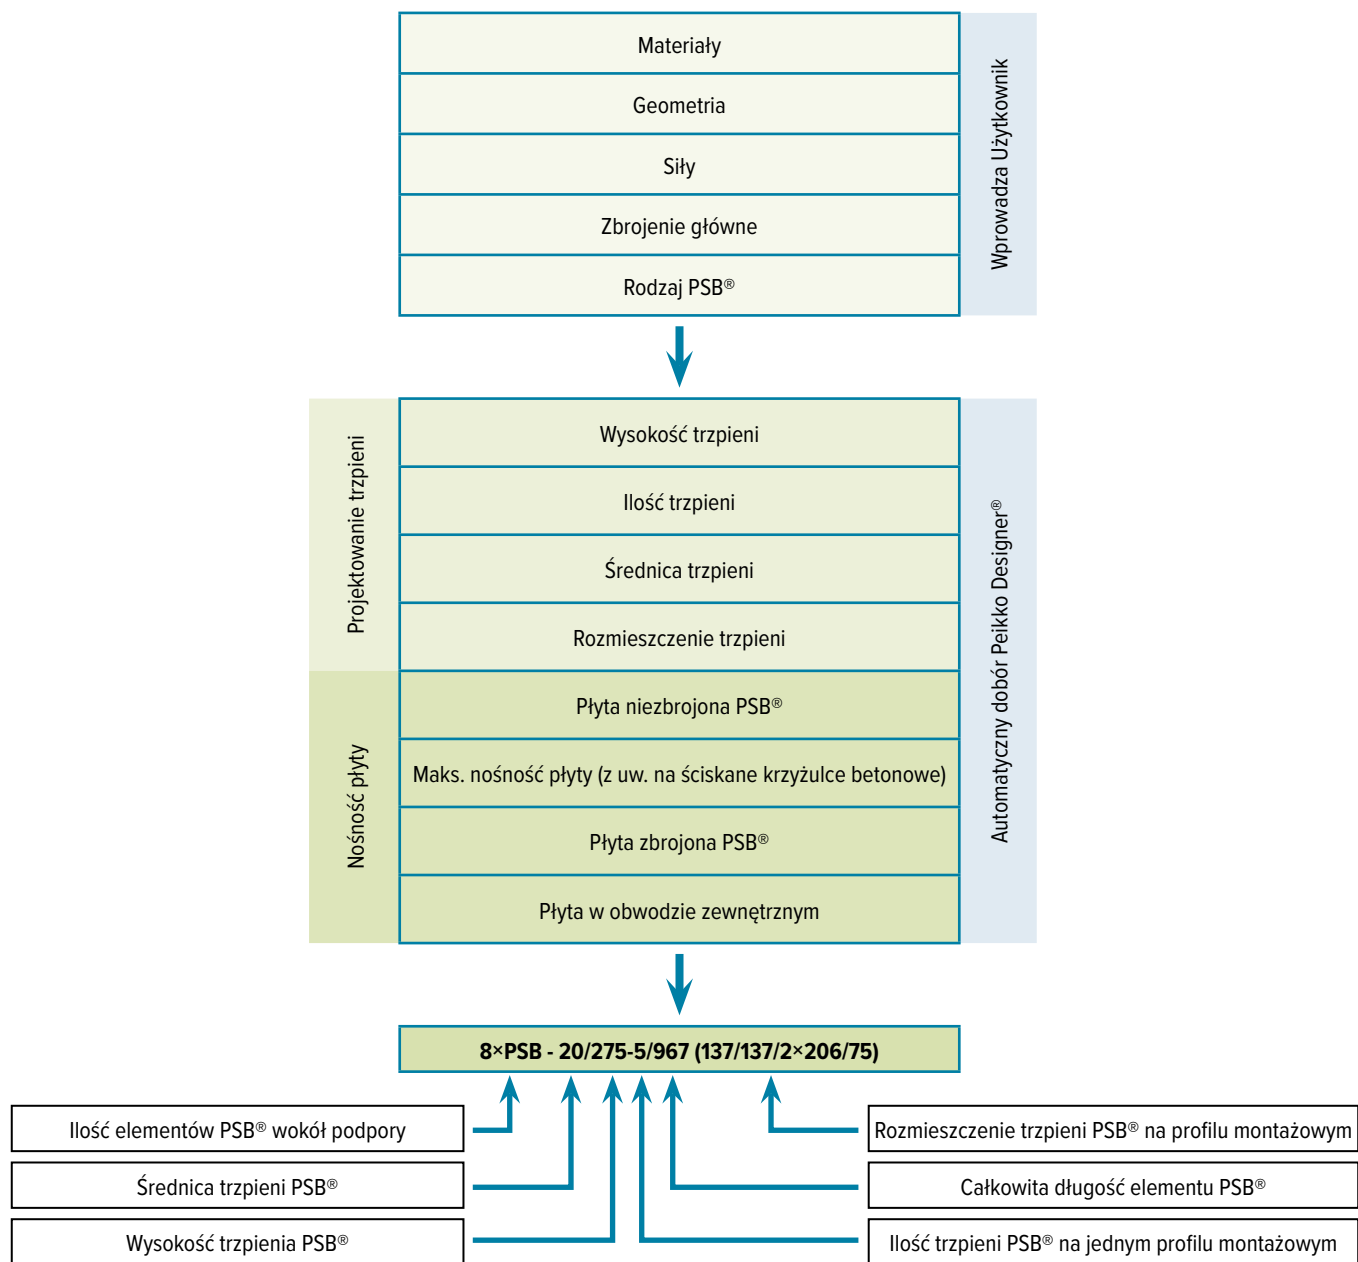 Materiały
Geometria
Siły
Zbrojenie główne
Rodzaj PSB®
Wprowadza Użytkownik
Projektowanie trzpieni
Wysokość trzpieni
Ilość trzpieni
Średnica trzpieni
Rozmieszczenie trzpieni
Nośność płyty
Płyta niezbrojona PSB®
Maks. nośność płyty (z uw. na ściskane krzyżulce betonowe)
Płyta zbrojona PSB®
Płyta w obwodzie zewnętrznym
Automatyczny dobór Peikko Designer®
8×PSB - 20/275-5/967 (137/137/2×206/75)
Ilość elementów PSB® wokół podpory
Średnica trzpieni PSB®
Wysokość trzpienia PSB®
Rozmieszczenie trzpieni PSB® na profilu montażowym
Całkowita długość elementu PSB®
Ilość trzpieni PSB® na jednym profilu montażowym